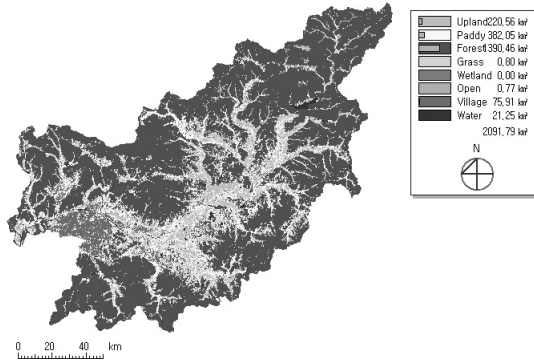 Upland220,56 km²
Paddy 382,05 km²
Forest1390,46 km²
Grass 0,80 km²
Wetland 0,00 km²
Open 0,77 km²
Village 75,91 km²
Water 21,25 km²
2091,79 km²
N
0 20 40 km